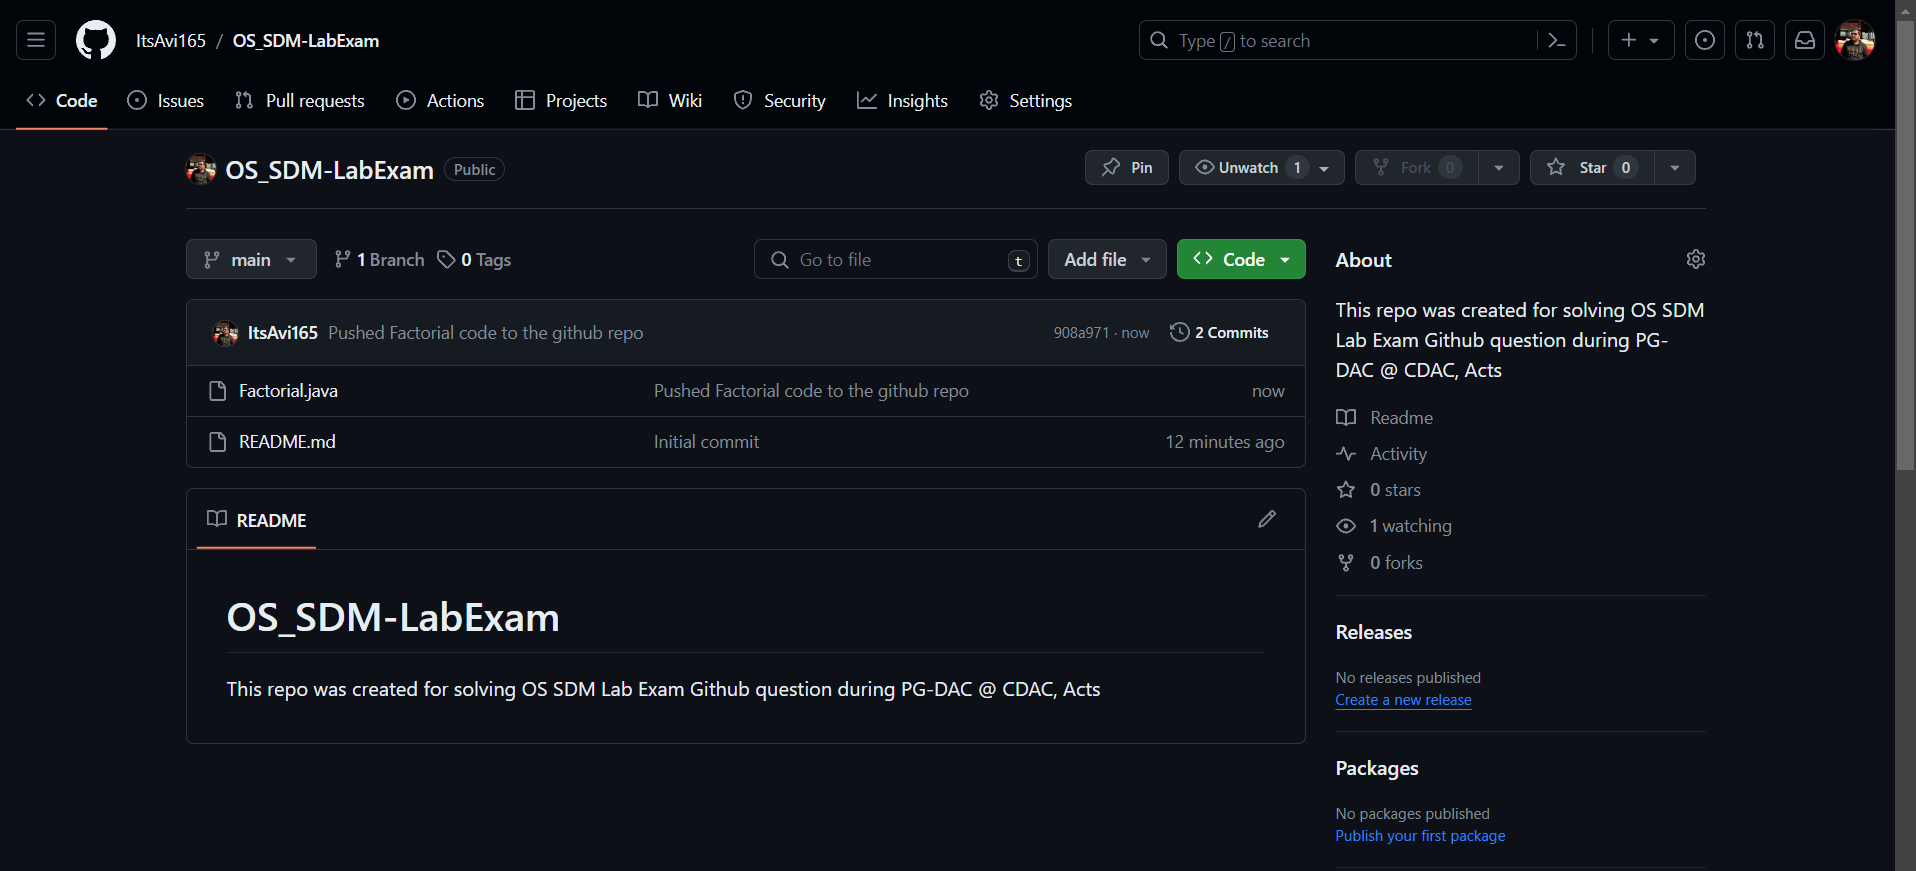 ItsAvi165 / OS_SDM-LabExam
Type / to search
Code Issues Pull requests Actions Projects Wiki Security Insights Settings
OS_SDM-LabExam Public
Pin Unwatch 1 Fork 0 Star 0
main 1 Branch 0 Tags Go to file t Add file Code
ItsAvi165 Pushed Factorial code to the github repo 908a971 · now 2 Commits
Factorial.java Pushed Factorial code to the github repo now
README.md Initial commit 12 minutes ago
README
OS_SDM-LabExam
This repo was created for solving OS SDM Lab Exam Github question during PG-DAC @ CDAC, Acts
About
This repo was created for solving OS SDM
Lab Exam Github question during PG-
DAC @ CDAC, Acts
Readme
Activity
0 stars
1 watching
0 forks
Releases
No releases published
Create a new release
Packages
No packages published
Publish your first package